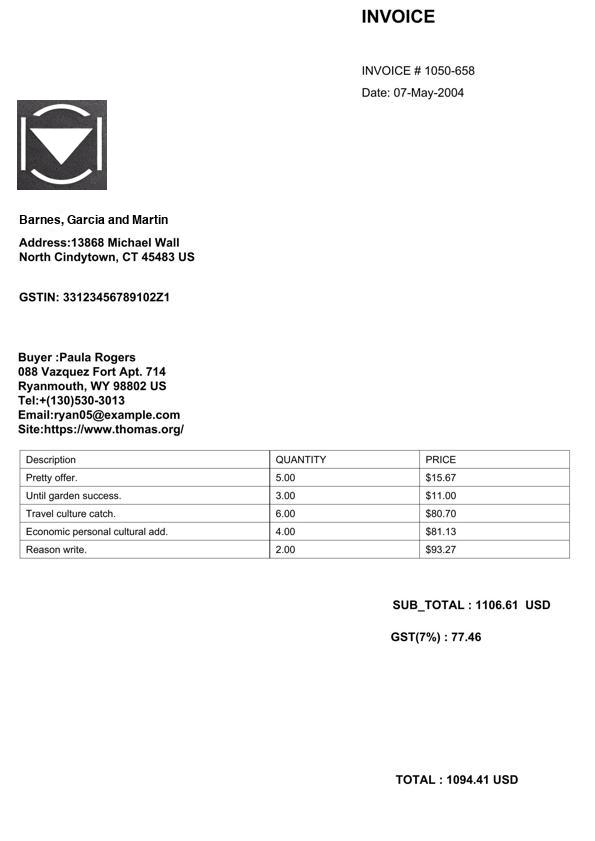 INVOICE
INVOICE # 1050-658
Date: 07-May-2004
Barnes, Garcia and Martin
Address:13868 Michael Wall
North Cindytown, CT 45483 US
GSTIN: 33123456789102Z1
Buyer :Paula Rogers
088 Vazquez Fort Apt. 714
Ryanmouth, WY 98802 US
Tel:+(130)530-3013
Email:ryan05@example.com
Site:https://www.thomas.org/
Description QUANTITY PRICE
Pretty offer. 5.00 $15.67
Until garden success. 3.00 $11.00
Travel culture catch. 6.00 $80.70
Economic personal cultural add. 4.00 $81.13
Reason write. 2.00 $93.27
SUB_TOTAL : 1106.61 USD
GST(7%) : 77.46
TOTAL : 1094.41 USD